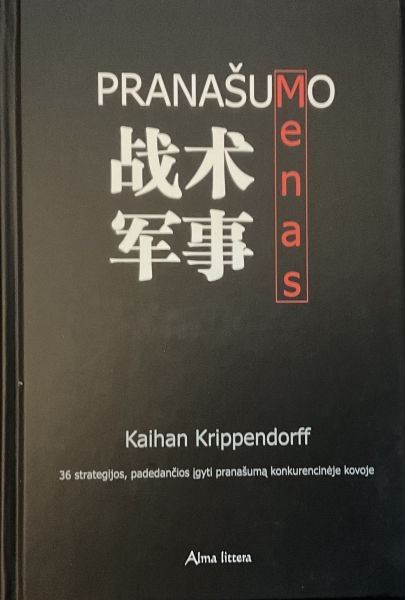 PRANAŠUMO
Menas
战术
军事
Kaihan Krippendorff
36 strategijos, padedančios įgyti pranašumą konkurencinėje kovoje
Alma littera